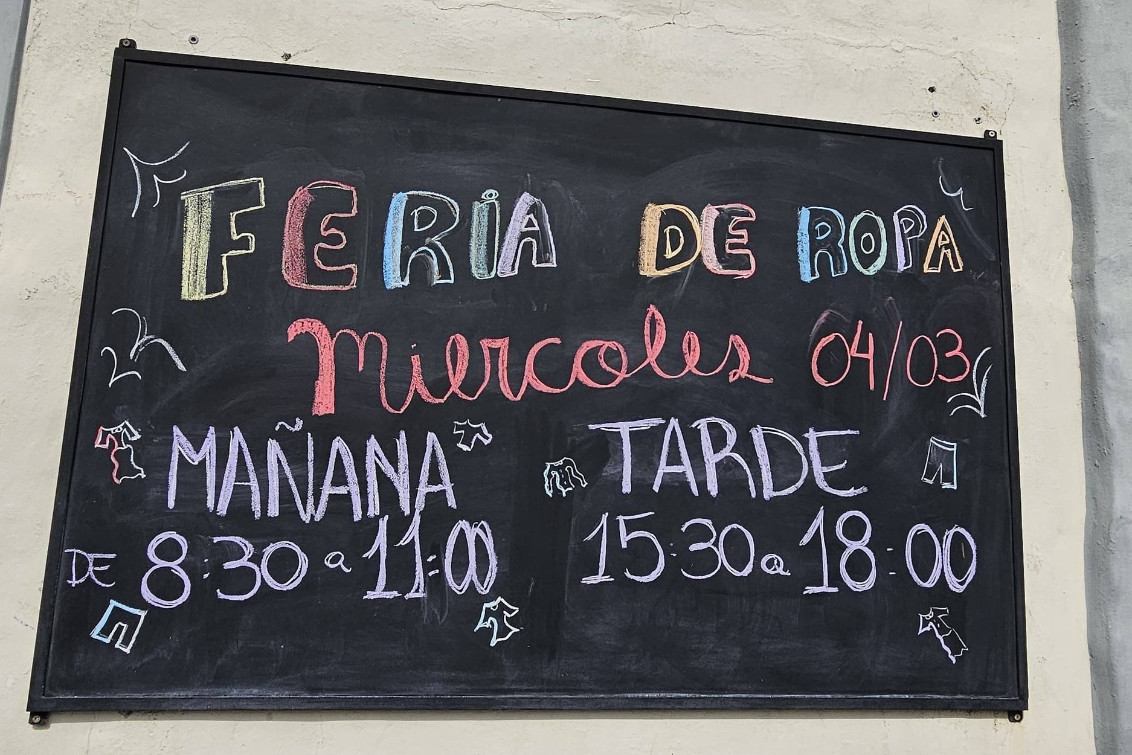 FERiA DE ROPA
Miercoles 04/03
MAÑANA TARDE
DE 8:30 a 11:00 15:30 a 18:00